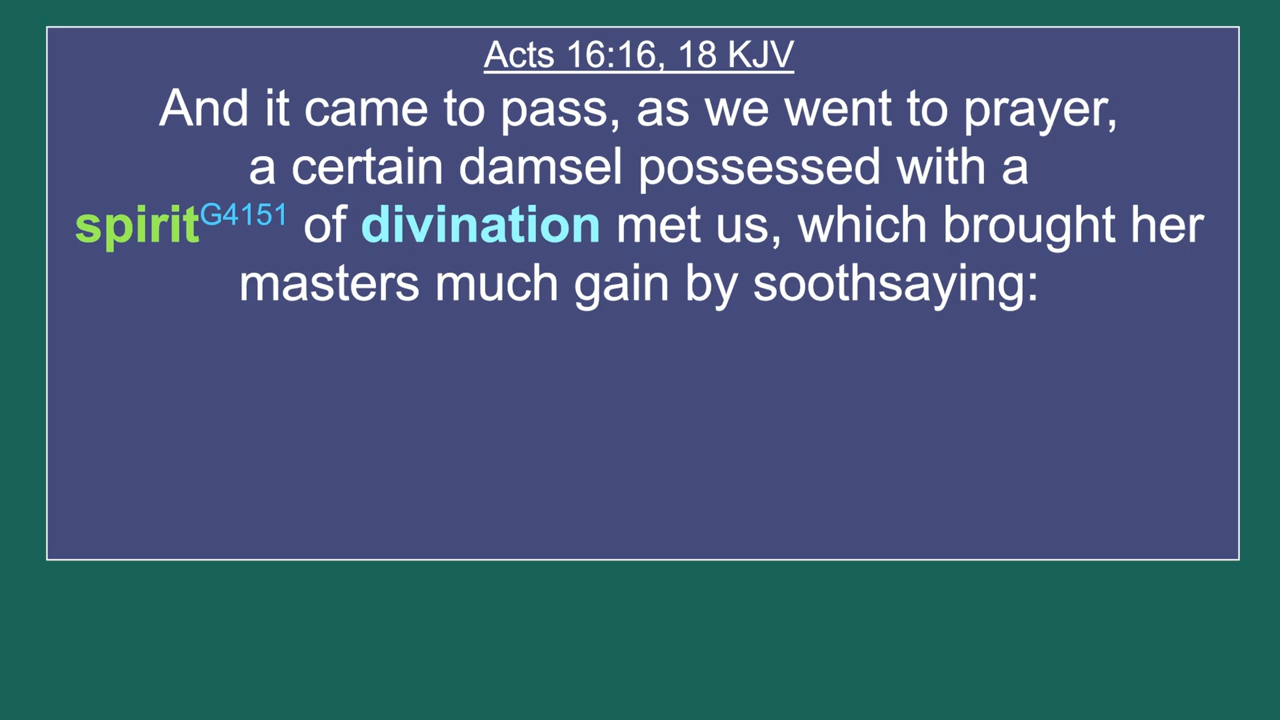 Acts 16:16, 18 KJV
And it came to pass, as we went to prayer,
a certain damsel possessed with a
spiritG4151 of divination met us, which brought her
masters much gain by soothsaying: